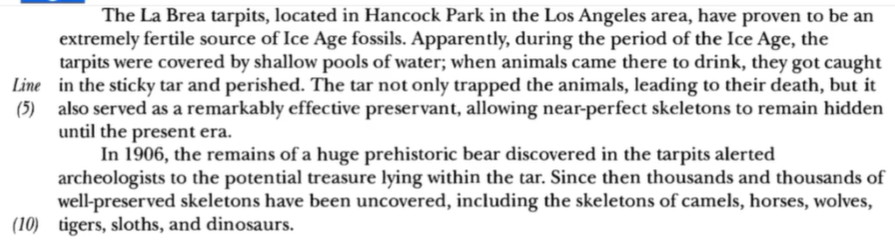 The La Brea tarpits, located in Hancock Park in the Los Angeles area, have proven to be an
extremely fertile source of Ice Age fossils. Apparently, during the period of the Ice Age, the
tarpits were covered by shallow pools of water; when animals came there to drink, they got caught
Line in the sticky tar and perished. The tar not only trapped the animals, leading to their death, but it
(5) also served as a remarkably effective preservant, allowing near-perfect skeletons to remain hidden
until the present era.
In 1906, the remains of a huge prehistoric bear discovered in the tarpits alerted
archeologists to the potential treasure lying within the tar. Since then thousands and thousands of
well-preserved skeletons have been uncovered, including the skeletons of camels, horses, wolves,
(10) tigers, sloths, and dinosaurs.